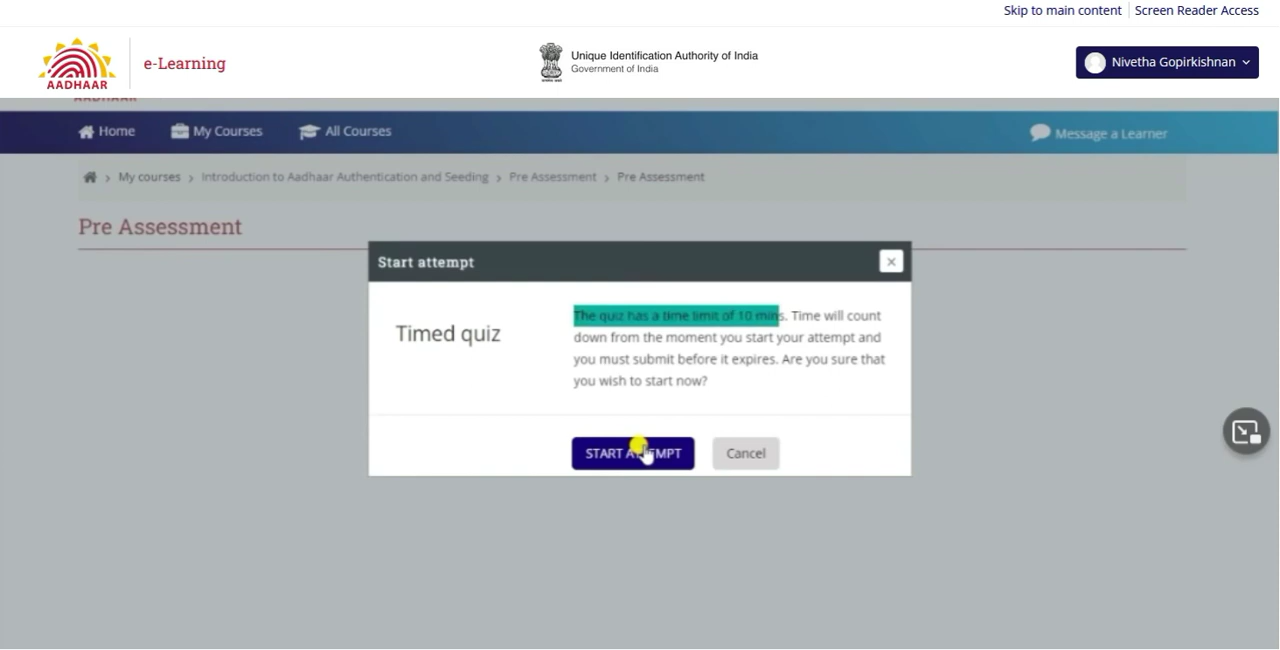 Skip to main content Screen Reader Access
AADHAAR e-Learning Unique Identification Authority of India Nivetha Gopirkishnan
Government of India
AADHAAR
Home My Courses All Courses Message a Learner
My courses > Introduction to Aadhaar Authentication and Seeding > Pre Assessment > Pre Assessment
Pre Assessment
Start attempt
Timed quiz
The quiz has a time limit of 10 mins. Time will count
down from the moment you start your attempt and
you must submit before it expires. Are you sure that
you wish to start now?
START ATTEMPT Cancel